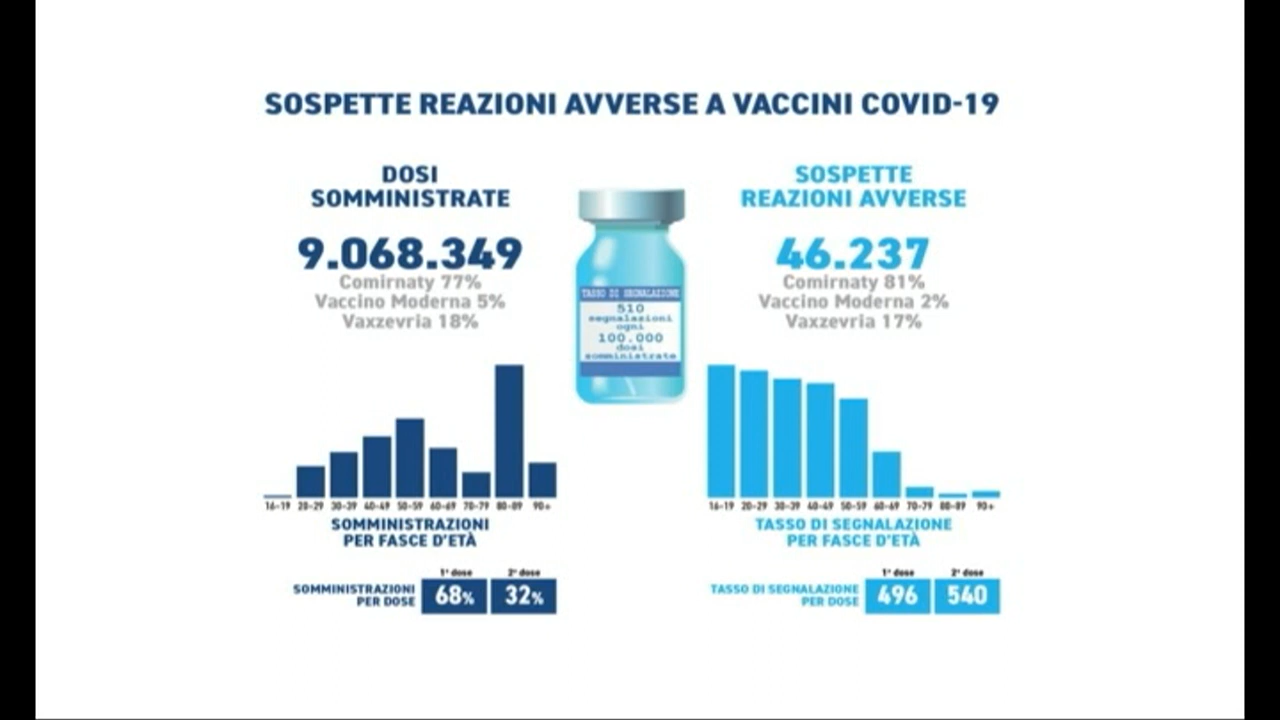 SOSPETTE REAZIONI AVVERSE A VACCINI COVID-19
DOSI
SOMMINISTRATE
9.068.349
Comirnaty 77%
Vaccino Moderna 5%
Vaxzevria 18%
TASSO DI SEGNALAZIONE
510
segnalazioni
ogni
100.000
dosi
somministrate
SOSPETTE
REAZIONI AVVERSE
46.237
Comirnaty 81%
Vaccino Moderna 2%
Vaxzevria 17%
16-19 20-29 30-39 40-49 50-59 60-69 70-79 80-89 90+
SOMMINISTRAZIONI
PER FASCE D'ETÀ
1ª dose 2ª dose
SOMMINISTRAZIONI
PER DOSE
68% 32%
16-19 20-29 30-39 40-49 50-59 60-69 70-79 80-89 90+
TASSO DI SEGNALAZIONE
PER FASCE D'ETÀ
1ª dose 2ª dose
TASSO DI SEGNALAZIONE
PER DOSE
496 540